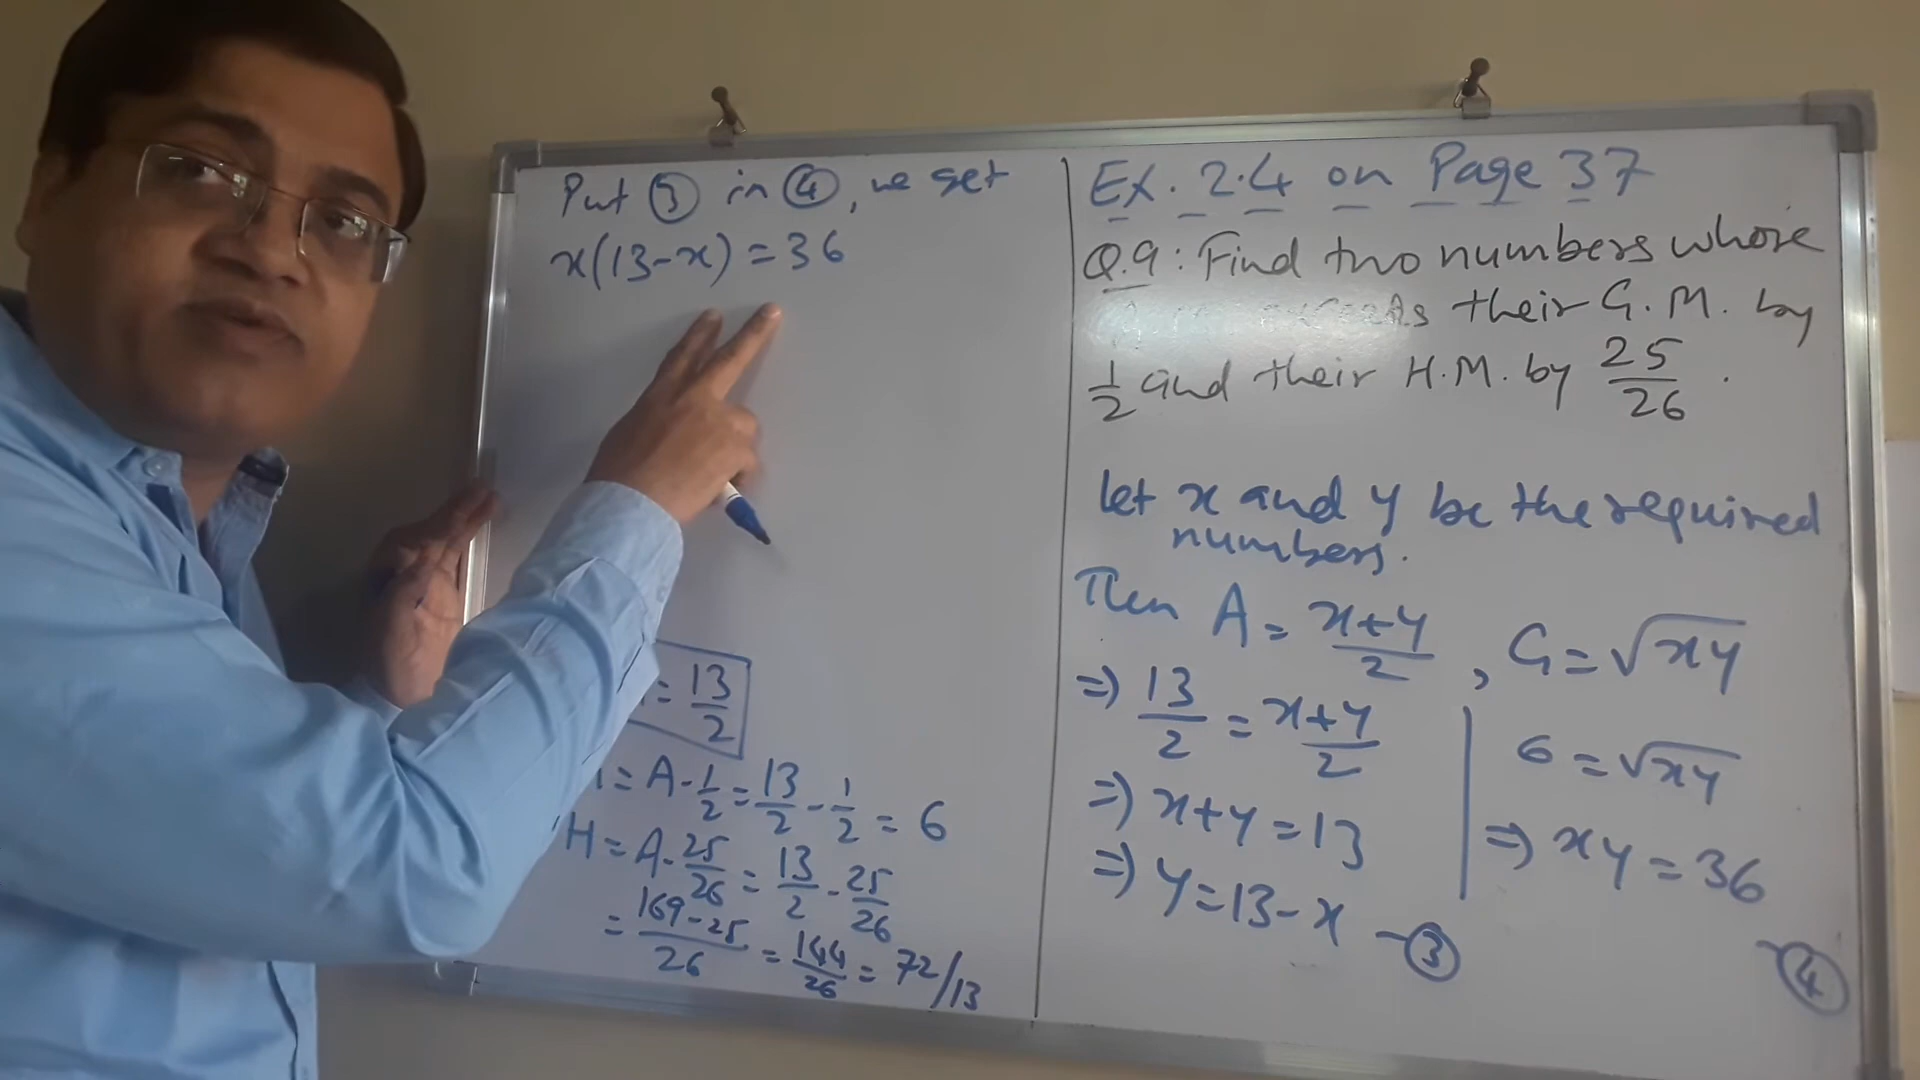 Put ③ in ④, we get
x(13-x) = 36
= 13/2
= A - 1/2 = 13/2 - 1/2 = 6
H = A - 25/26 = 13/2 - 25/26
= 169-25/26 = 144/26 = 72/13
Ex. 2.4 on Page 37
Q.9: Find two numbers whose
their G.M. by
1/2 and their H.M. by 25/26.
let x and y be the required
numbers.
Then A = x+y/2, G = √xy
⇒ 13/2 = x+y/2
6 = √xy
⇒ x+y = 13
⇒ xy = 36
⇒ y = 13-x -③
-④